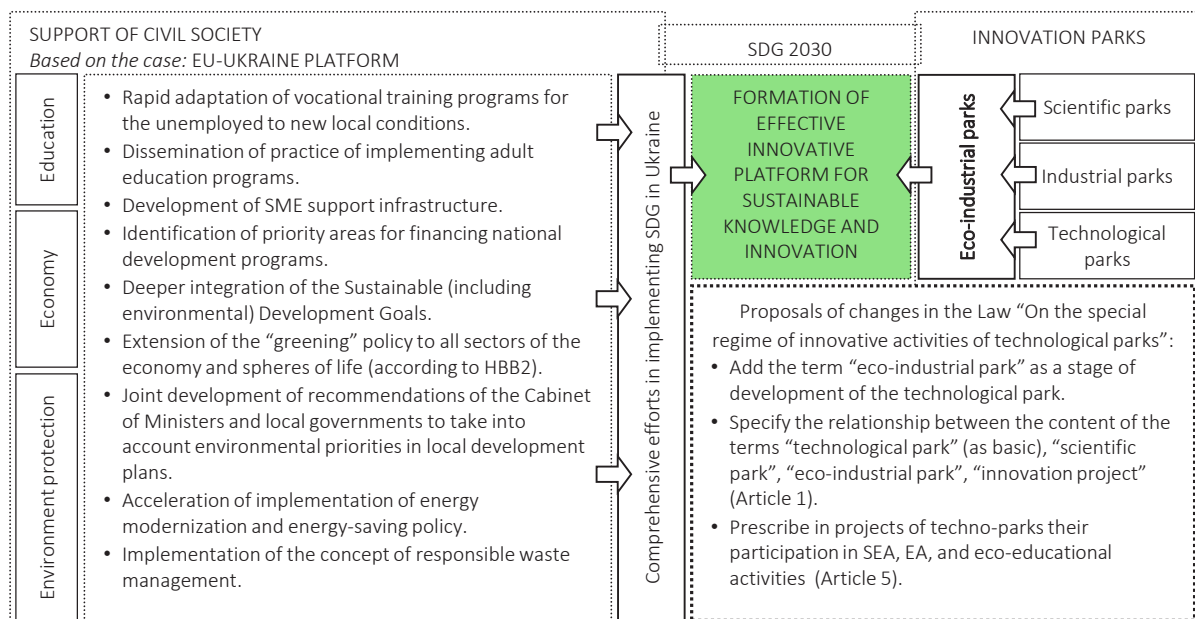 SUPPORT OF CIVIL SOCIETY
Based on the case: EU-UKRAINE PLATFORM
Education
Economy
Environment protection
• Rapid adaptation of vocational training programs for
the unemployed to new local conditions.
• Dissemination of practice of implementing adult
education programs.
• Development of SME support infrastructure.
• Identification of priority areas for financing national
development programs.
• Deeper integration of the Sustainable (including
environmental) Development Goals.
• Extension of the “greening” policy to all sectors of the
economy and spheres of life (according to HBB2).
• Joint development of recommendations of the Cabinet
of Ministers and local governments to take into
account environmental priorities in local development
plans.
• Acceleration of implementation of energy
modernization and energy-saving policy.
• Implementation of the concept of responsible waste
management.
Comprehensive efforts in implementing SDG in Ukraine
SDG 2030
FORMATION OF
EFFECTIVE
INNOVATIVE
PLATFORM FOR
SUSTAINABLE
KNOWLEDGE AND
INNOVATION
INNOVATION PARKS
Eco-industrial parks
Scientific parks
Industrial parks
Technological
parks
Proposals of changes in the Law “On the special
regime of innovative activities of technological parks”:
• Add the term “eco-industrial park” as a stage of
development of the technological park.
• Specify the relationship between the content of the
terms “technological park” (as basic), “scientific
park”, “eco-industrial park”, “innovation project”
(Article 1).
• Prescribe in projects of techno-parks their
participation in SEA, EA, and eco-educational
activities (Article 5).